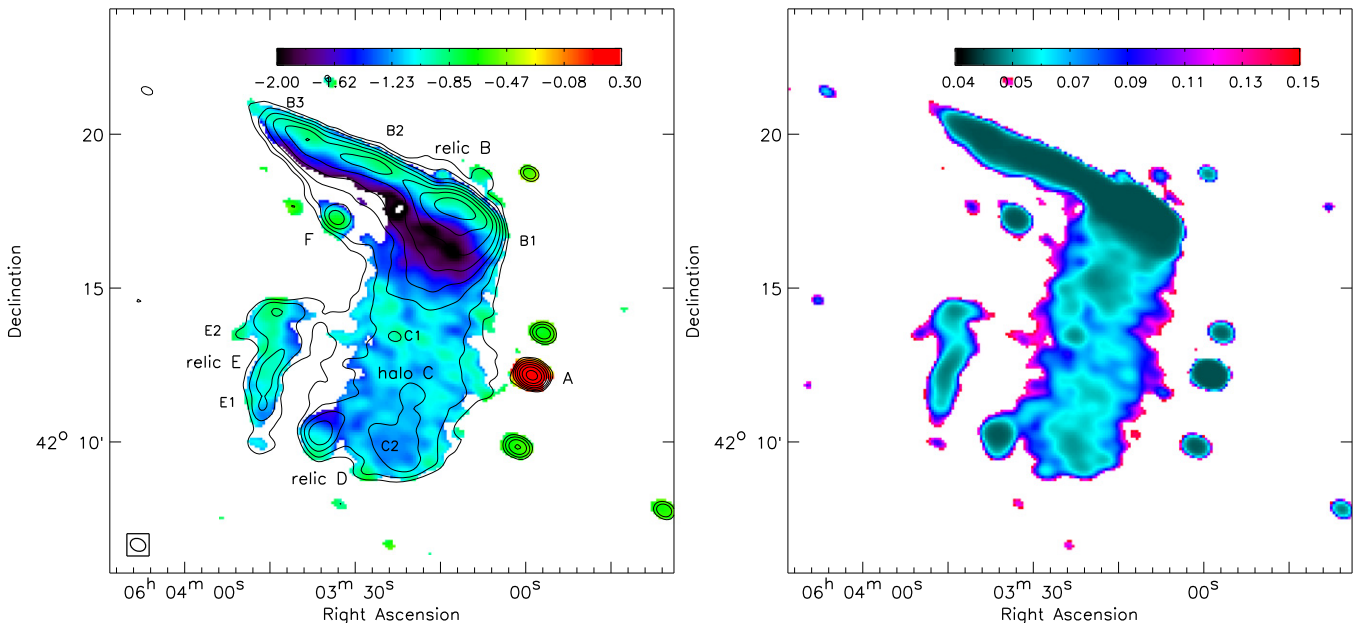 −2.00 −1.62 −1.23 −0.85 −0.47 −0.08 0.30
B3
B2
relic B
B1
F
E2
C1
relic E
halo C
A
E1
C2
relic D
20
15
42° 10'
Declination
06ʰ 04ᵐ 00ˢ 03ᵐ 30ˢ 00ˢ
Right Ascension
0.04 0.05 0.07 0.09 0.11 0.13 0.15
20
15
42° 10'
Declination
06ʰ 04ᵐ 00ˢ 03ᵐ 30ˢ 00ˢ
Right Ascension